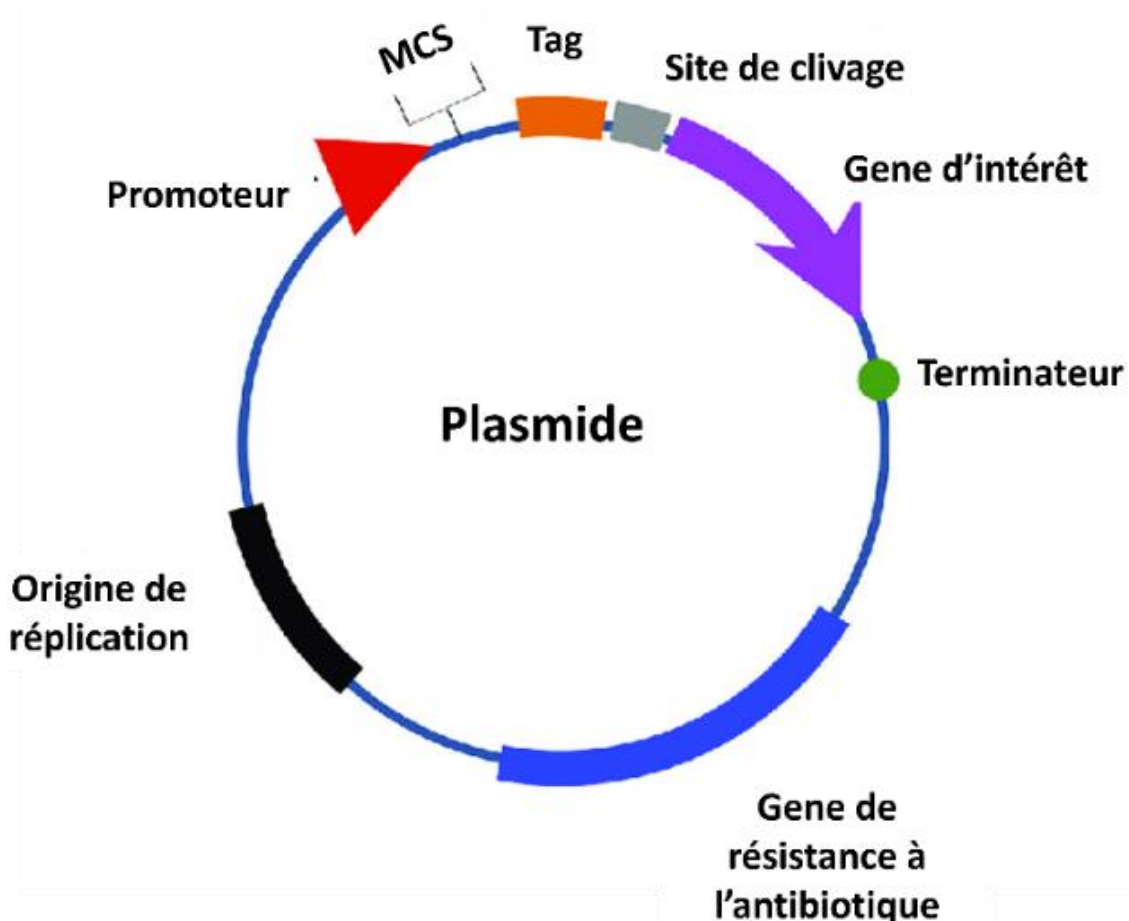 MCS
Tag
Site de clivage
Gene d’intérêt
Promoteur
Terminateur
Plasmide
Origine de
réplication
Gene de
résistance à
l’antibiotique